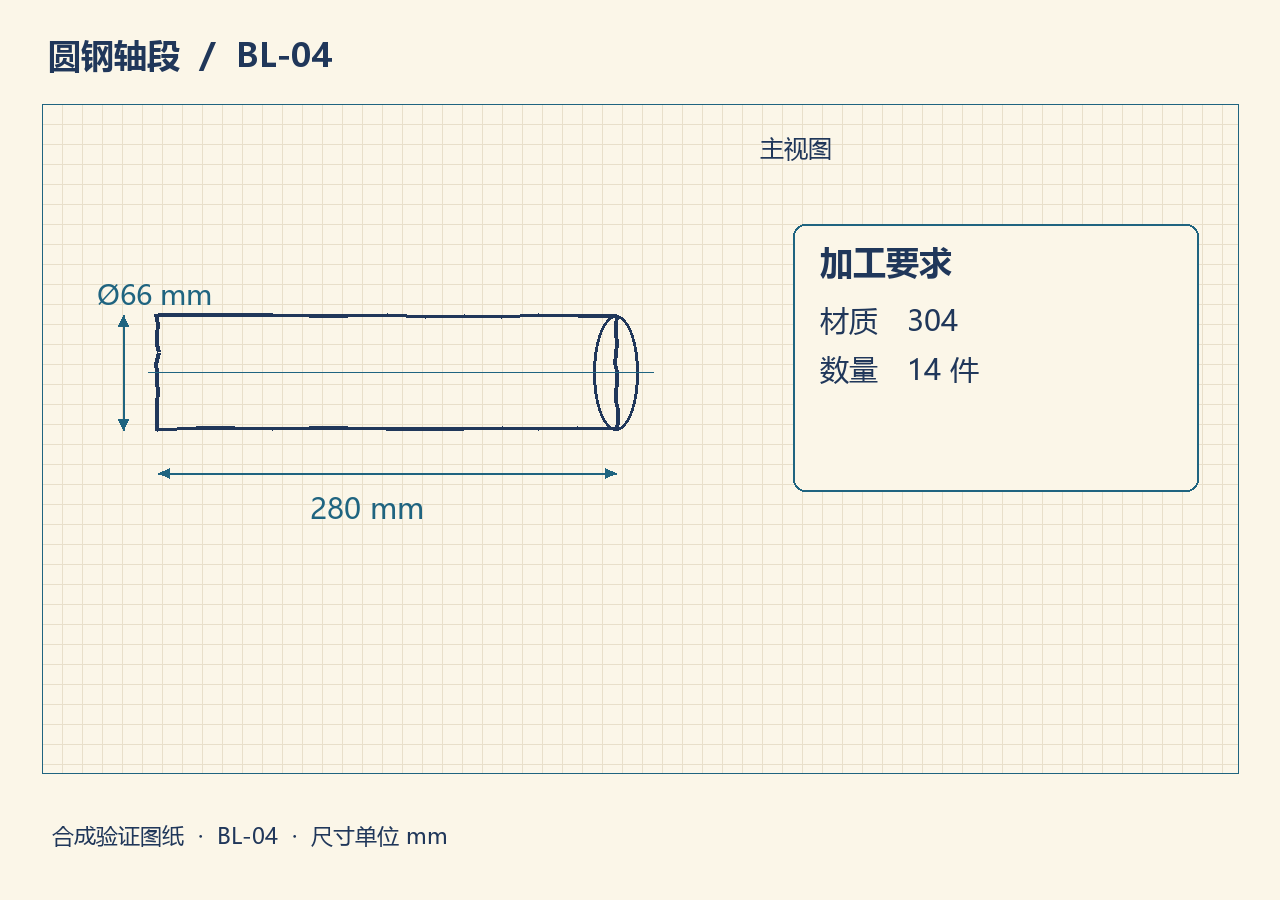 圆钢轴段 / BL-04
主视图
加工要求
材质 304
数量 14 件
Ø66 mm
280 mm
合成验证图纸 · BL-04 · 尺寸单位 mm